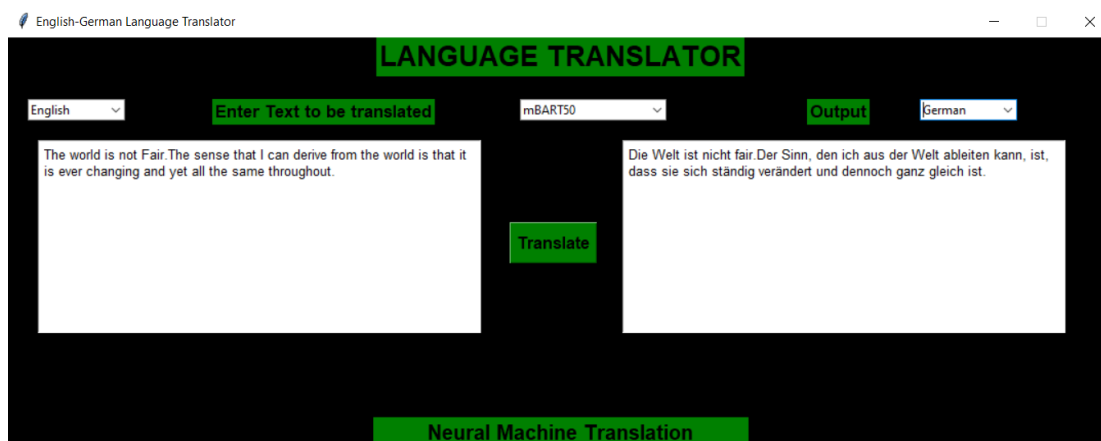 English-German Language Translator
LANGUAGE TRANSLATOR
English
Enter Text to be translated
mBART50
Output
German
The world is not Fair.The sense that I can derive from the world is that it
is ever changing and yet all the same throughout.
Die Welt ist nicht fair.Der Sinn, den ich aus der Welt ableiten kann, ist,
dass sie sich ständig verändert und dennoch ganz gleich ist.
Translate
Neural Machine Translation